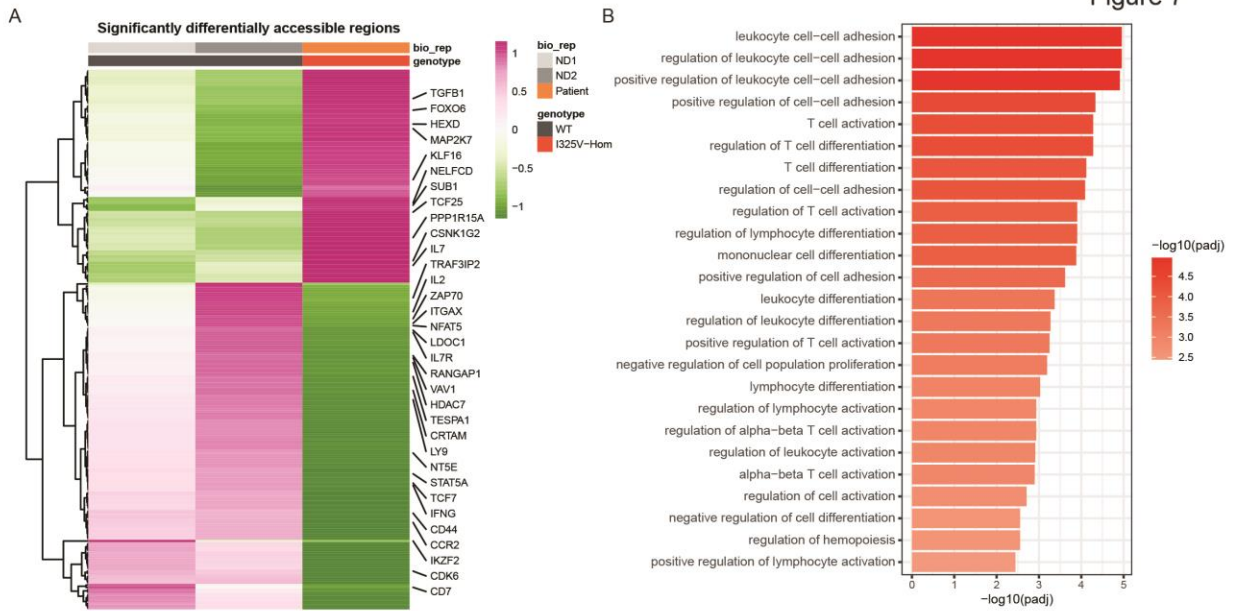 Figure 7
A
Significantly differentially accessible regions
bio_rep
genotype
1
0.5
0
−0.5
−1
bio_rep
ND1
ND2
Patient
genotype
WT
I325V-Hom
TGFB1
FOXO6
HEXD
MAP2K7
KLF16
NELFCD
SUB1
TCF25
PPP1R15A
CSNK1G2
IL7
TRAF3IP2
IL2
ZAP70
ITGAX
NFAT5
LDOC1
IL7R
RANGAP1
VAV1
HDAC7
TESPA1
CRTAM
LY9
NT5E
STAT5A
TCF7
IFNG
CD44
CCR2
IKZF2
CDK6
CD7
B
leukocyte cell−cell adhesion
regulation of leukocyte cell−cell adhesion
positive regulation of leukocyte cell−cell adhesion
positive regulation of cell−cell adhesion
T cell activation
regulation of T cell differentiation
T cell differentiation
regulation of cell−cell adhesion
regulation of T cell activation
regulation of lymphocyte differentiation
mononuclear cell differentiation
positive regulation of cell adhesion
leukocyte differentiation
regulation of leukocyte differentiation
positive regulation of T cell activation
negative regulation of cell population proliferation
lymphocyte differentiation
regulation of lymphocyte activation
regulation of alpha−beta T cell activation
regulation of leukocyte activation
alpha−beta T cell activation
regulation of cell activation
negative regulation of cell differentiation
regulation of hemopoiesis
positive regulation of lymphocyte activation
0 1 2 3 4 5
−log10(padj)
−log10(padj)
4.5
4.0
3.5
3.0
2.5